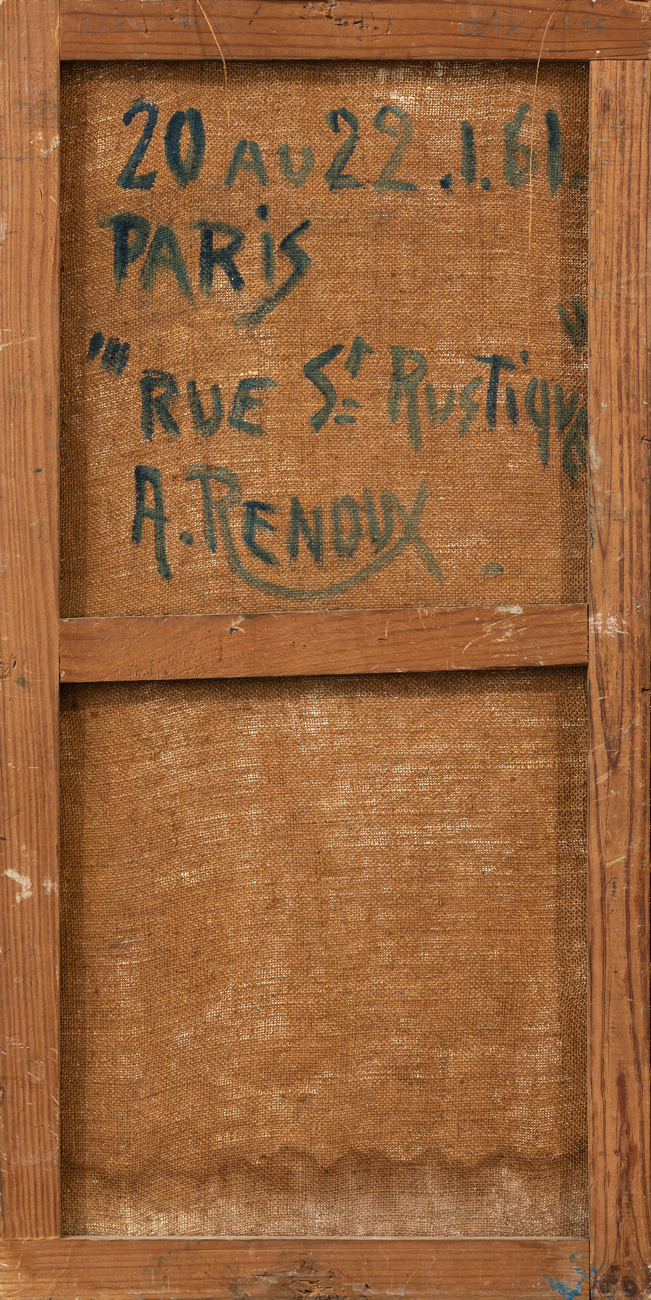 20 AU 22.1.61.
PARiS
"RUE St RusTique"
A. RENOUX.